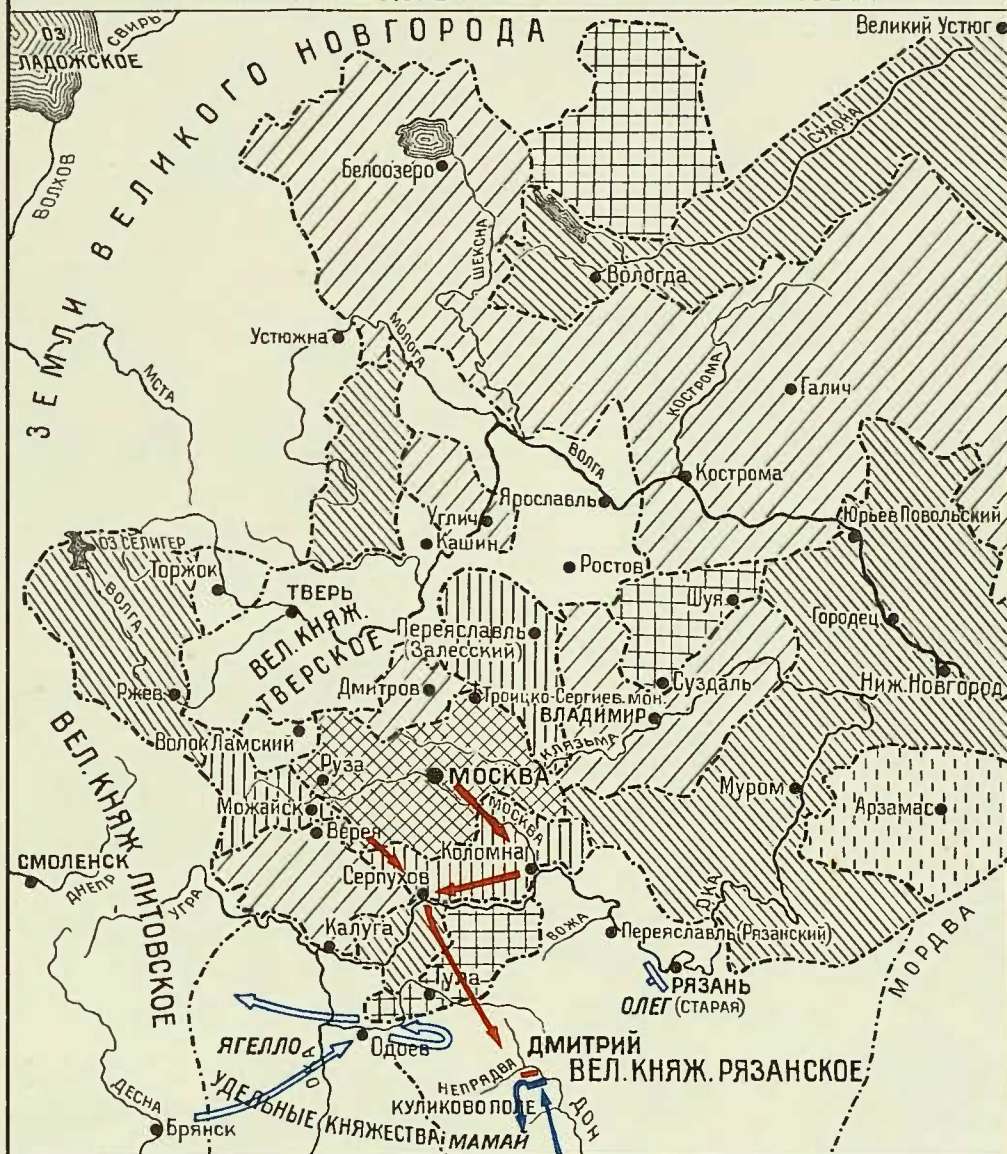 ОЗ
ЛАДОЖСКОЕ
СВИРЬ
ВОЛХОВ
ЗЕМЛИ ВЕЛИКОГО НОВГОРОДА
Великий Устюг
СУХОНА
Белоозеро
ШЕКСНА
Вологда
Устюжна
МОЛОГА
МСТА
КОСТРОМА
Галич
ВОЛГА
Кострома
Ярославль
Углич
Юрьев Повольский
Кашин
ОЗ СЕЛИГЕР
Торжок
Ростов
ВОЛГА
ТВЕРЬ
Шуя
Городец
ВЕЛ. КНЯЖ
ТВЕРСКОЕ
Переяславль
(Залесский)
Ржев
Дмитров
Троицко-Сергиев. мон.
Суздаль
Ниж. Новгород
ВЛАДИМИР
Волок Ламский
КЛЯЗЬМА
Руза
МОСКВА
Муром
Арзамас
Можайск
МОСКВА
Верея
Коломна
СМОЛЕНСК
ДНЕПР
Серпухов
УГРА
ОКА
ВЕЛ. КНЯЖ ЛИТОВСКОЕ
Калуга
ВОЖА
Переяславль (Рязанский)
МОРДВА
Тула
РЯЗАНЬ
(СТАРАЯ)
ОЛЕГ
ЯГЕЛЛО
Одоев
ОКА
ДМИТРИЙ
НЕПРЯДВА
ВЕЛ. КНЯЖ. РЯЗАНСКОЕ
КУЛИКОВО ПОЛЕ
ДОН
ДЕСНА
УДЕЛЬНЫЕ КНЯЖЕСТВА
Брянск
МАМАЙ